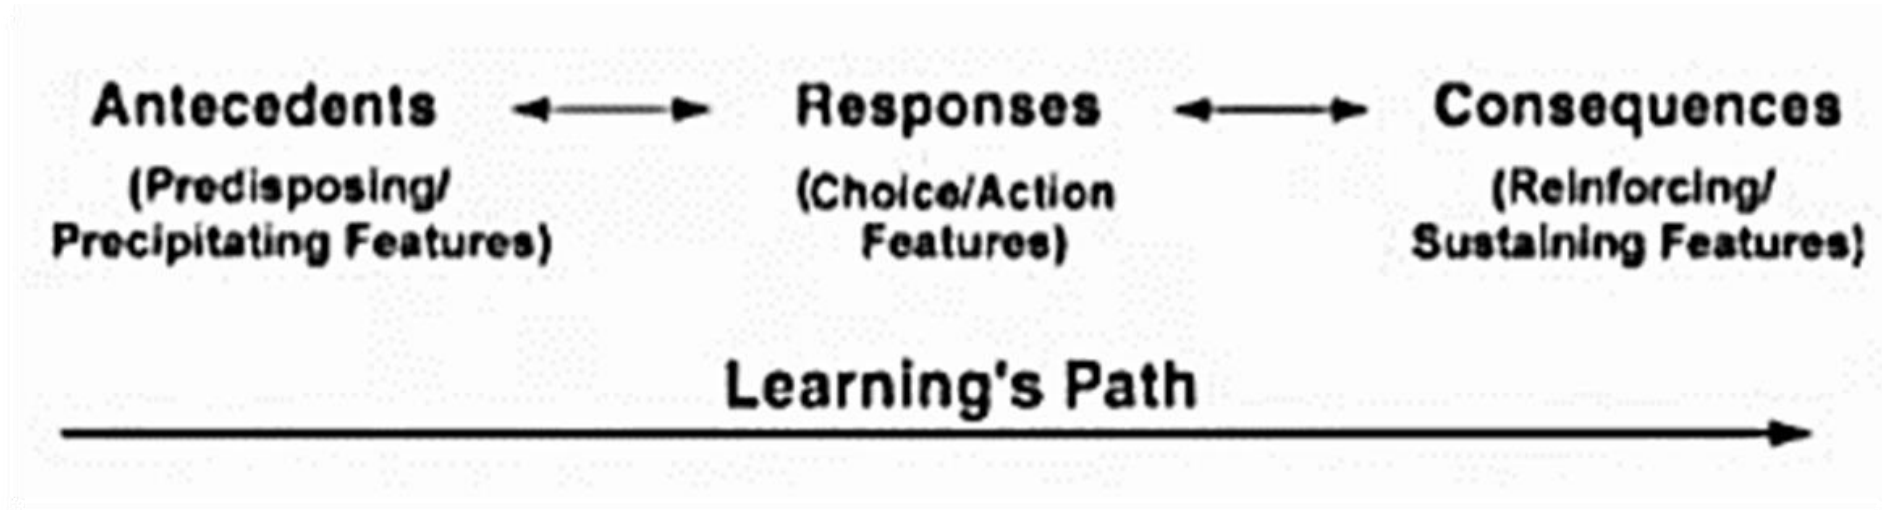 Antecedents Responses Consequences
(Predisposing/ (Choice/Action (Reinforcing/
Precipitating Features) Features) Sustaining Features)
Learning's Path